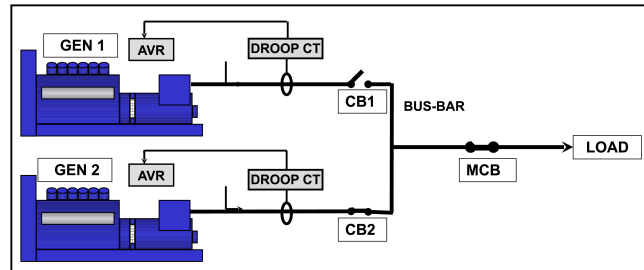 GEN 1
AVR
DROOP CT
CB1
BUS-BAR
GEN 2
AVR
DROOP CT
CB2
MCB
LOAD